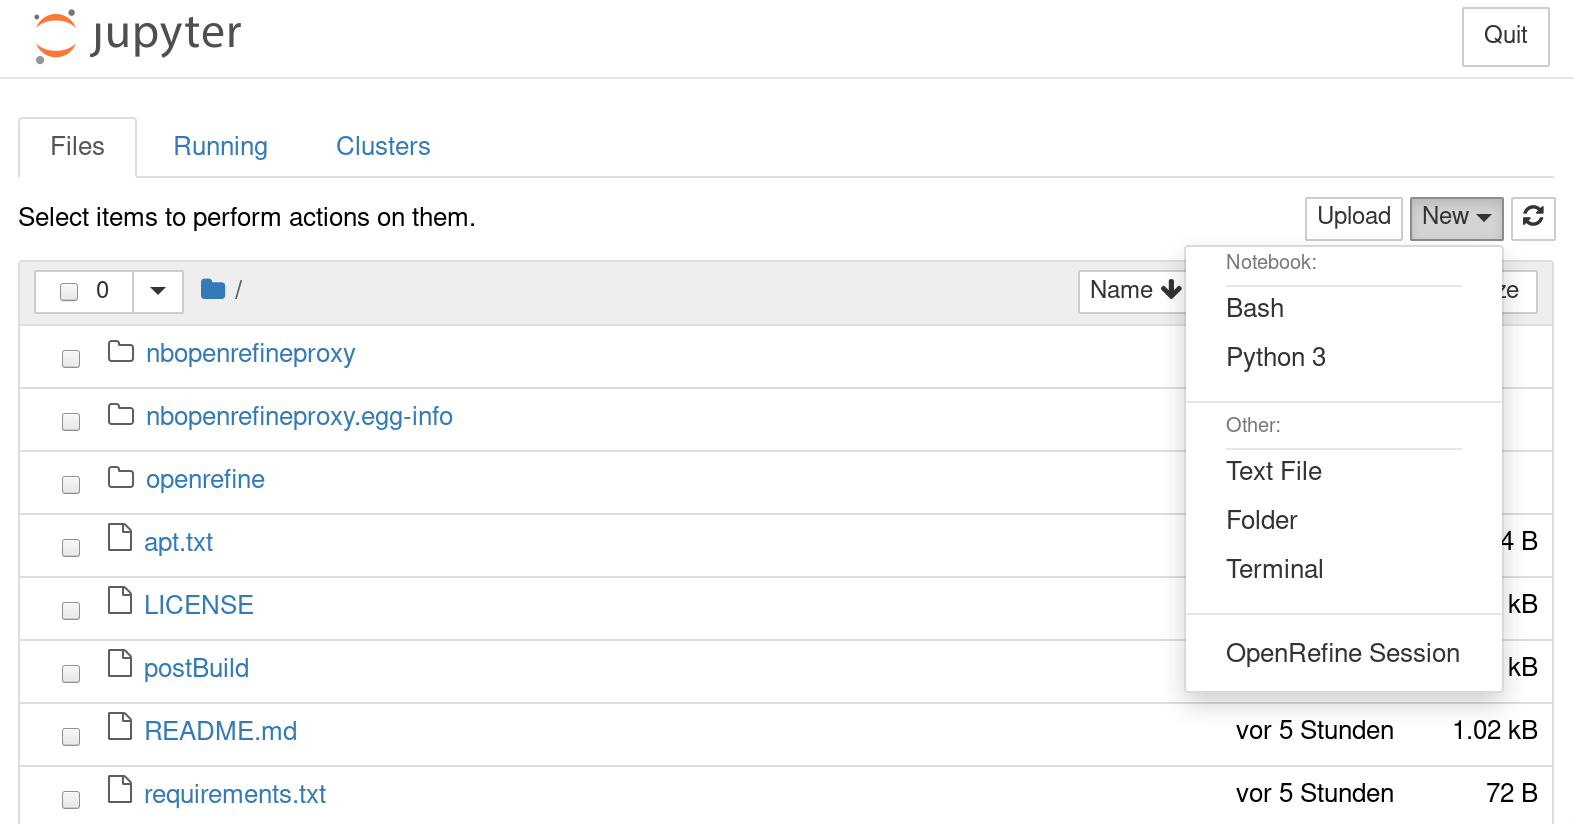 jupyter
Quit
Files Running Clusters
Select items to perform actions on them.
Upload New
0 /
Name
Notebook:
Bash
Python 3
Other:
Text File
Folder
Terminal
OpenRefine Session
nbopenrefineproxy
nbopenrefineproxy.egg-info
openrefine
apt.txt 4 B
LICENSE kB
postBuild kB
README.md vor 5 Stunden 1.02 kB
requirements.txt vor 5 Stunden 72 B